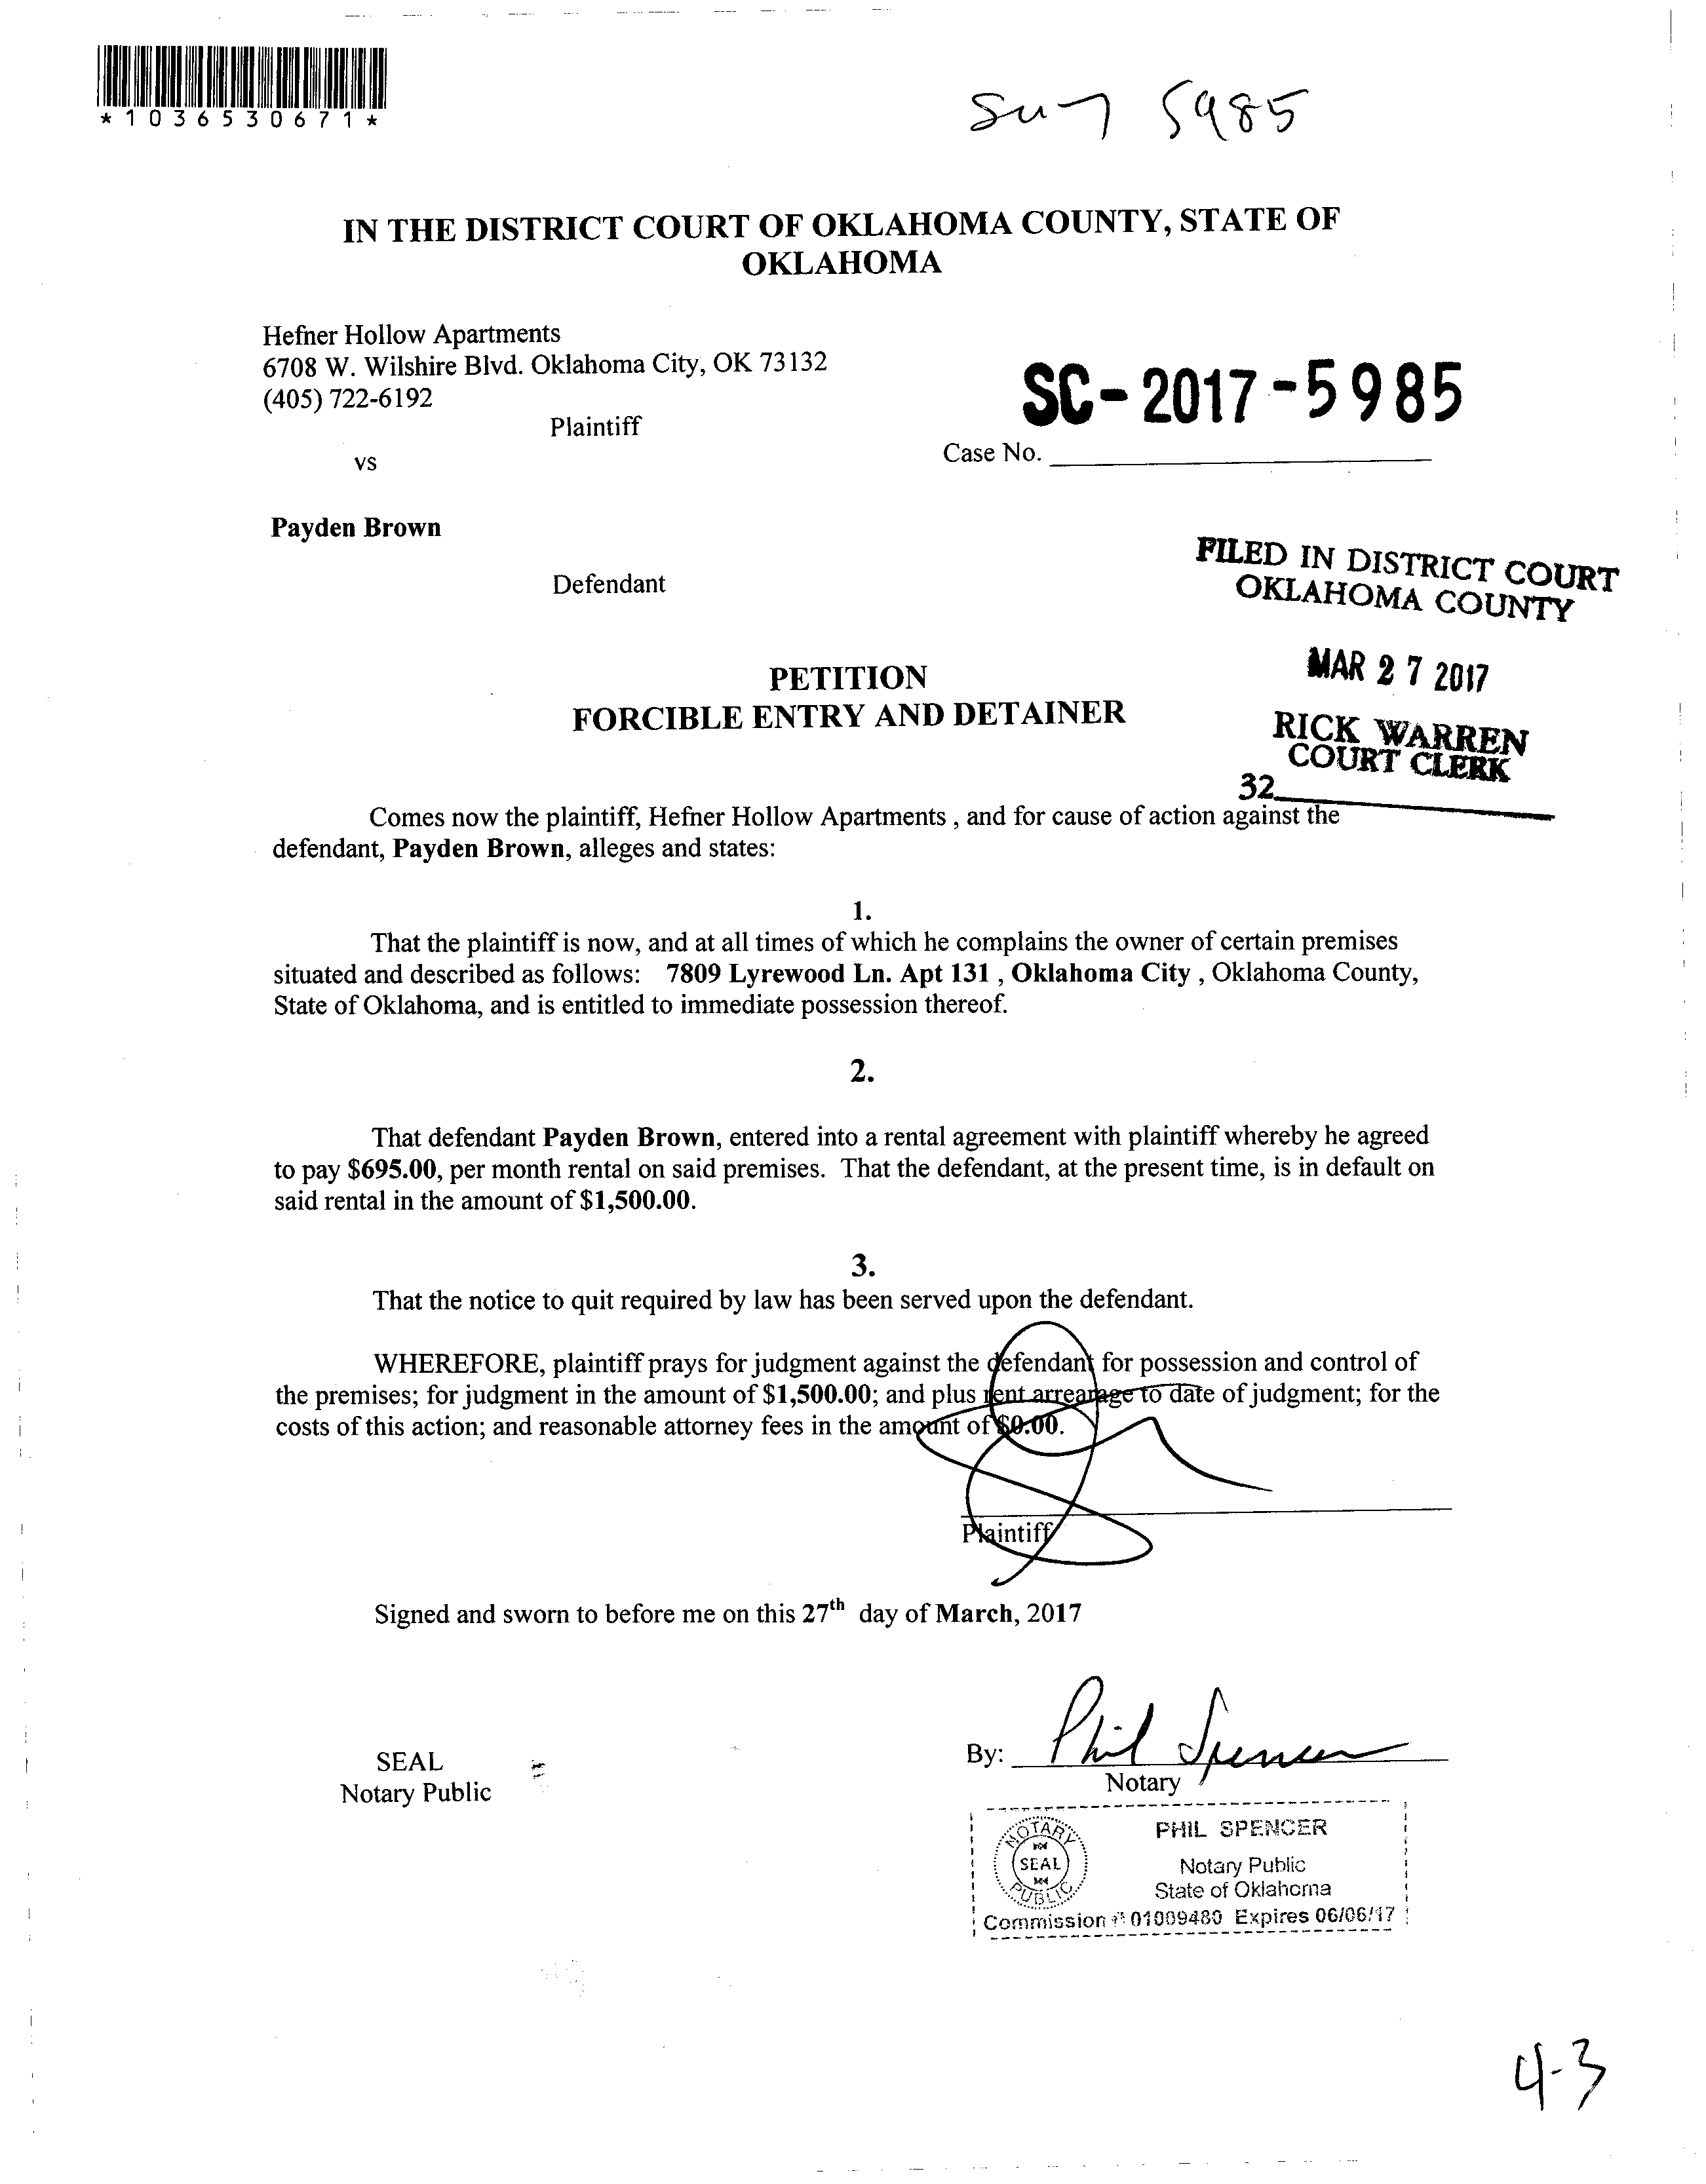 *1036530671*
5985
IN THE DISTRICT COURT OF OKLAHOMA COUNTY, STATE OF
OKLAHOMA
Hefner Hollow Apartments
6708 W. Wilshire Blvd. Oklahoma City, OK 73132
(405) 722-6192
Plaintiff
SC-2017-5985
Case No.
vs
Payden Brown
Defendant
FILED IN DISTRICT COURT
OKLAHOMA COUNTY
MAR 27 2017
RICK WARREN
COURT CLERK
32
PETITION
FORCIBLE ENTRY AND DETAINER
Comes now the plaintiff, Hefner Hollow Apartments , and for cause of action against the
defendant, Payden Brown, alleges and states:
1.
That the plaintiff is now, and at all times of which he complains the owner of certain premises
situated and described as follows: 7809 Lyrewood Ln. Apt 131 , Oklahoma City , Oklahoma County,
State of Oklahoma, and is entitled to immediate possession thereof.
2.
That defendant Payden Brown, entered into a rental agreement with plaintiff whereby he agreed
to pay $695.00, per month rental on said premises. That the defendant, at the present time, is in default on
said rental in the amount of $1,500.00.
3.
That the notice to quit required by law has been served upon the defendant.
WHEREFORE, plaintiff prays for judgment against the defendant for possession and control of
the premises; for judgment in the amount of $1,500.00; and plus rent arrearage to date of judgment; for the
costs of this action; and reasonable attorney fees in the amount of $0.00.
Plaintiff
Signed and sworn to before me on this 27th day of March, 2017
SEAL
Notary Public
By: Phil Spencer
Notary
NOTARY
SEAL
PUBLIC
PHIL SPENCER
Notary Public
State of Oklahoma
Commission # 01009480 Expires 06/06/17
4-3